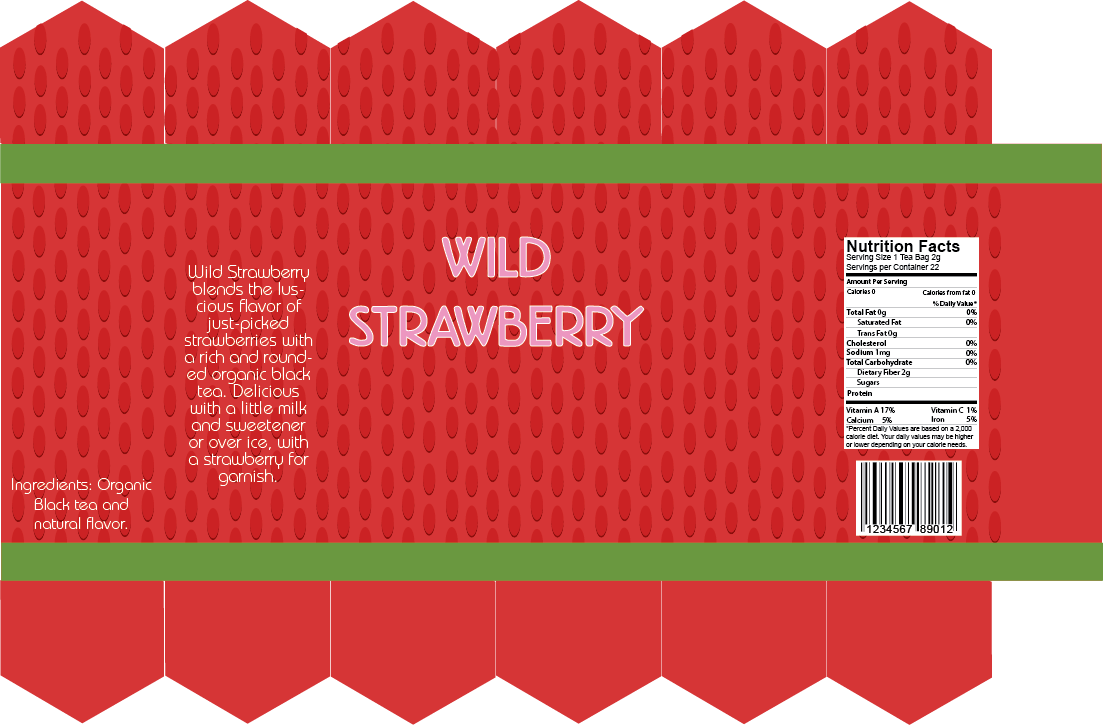 Ingredients: Organic
Black tea and
natural flavor.
Wild Strawberry
blends the lus-
cious flavor of
just-picked
strawberries with
a rich and round-
ed organic black
tea. Delicious
with a little milk
and sweetener
or over ice, with
a strawberry for
garnish.
WILD
STRAWBERRY
Nutrition Facts
Serving Size 1 Tea Bag 2g
Servings per Container 22
Amount Per Serving
Calories 0 Calories from fat 0
% Daily Value*
Total Fat 0g 0%
Saturated Fat 0%
Trans Fat 0g
Cholesterol 0%
Sodium 1mg 0%
Total Carbohydrate 0%
Dietary Fiber 2g
Sugars
Protein
Vitamin A 17% Vitamin C 1%
Calcium 5% Iron 5%
*Percent Daily Values are based on a 2,000
calorie diet. Your daily values may be higher
or lower depending on your calorie needs.
1234567 89012